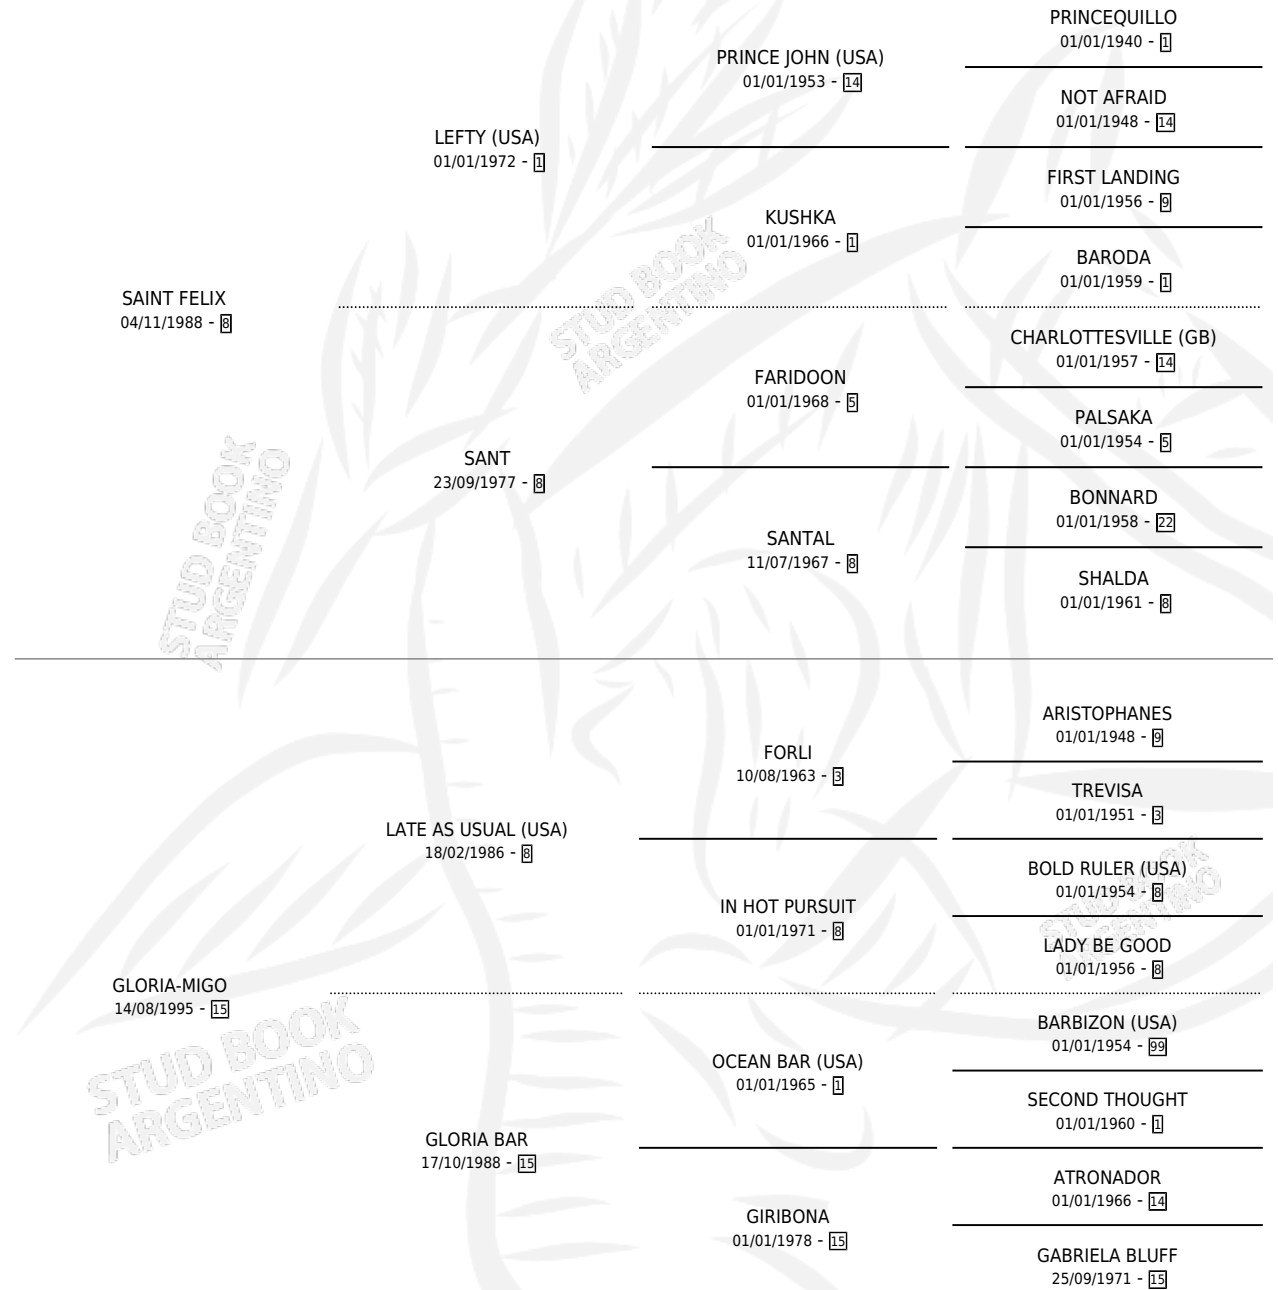 PRINCEQUILLO
01/01/1940 - 1
PRINCE JOHN (USA)
01/01/1953 - 14
NOT AFRAID
01/01/1948 - 14
LEFTY (USA)
01/01/1972 - 1
FIRST LANDING
01/01/1956 - 9
KUSHKA
01/01/1966 - 1
BARODA
01/01/1959 - 1
SAINT FELIX
04/11/1988 - 8
STUD BOOK
ARGENTINO
CHARLOTTESVILLE (GB)
01/01/1957 - 14
FARIDOON
01/01/1968 - 5
PALSAKA
01/01/1954 - 5
SANT
23/09/1977 - 8
BONNARD
01/01/1958 - 22
SANTAL
11/07/1967 - 8
SHALDA
01/01/1961 - 8
STUD BOOK
ARGENTINO
ARISTOPHANES
01/01/1948 - 9
FORLI
10/08/1963 - 3
TREVISA
01/01/1951 - 3
LATE AS USUAL (USA)
18/02/1986 - 8
BOLD RULER (USA)
01/01/1954 - 8
STUD BOOK
ARGENTINO
IN HOT PURSUIT
01/01/1971 - 8
LADY BE GOOD
01/01/1956 - 8
GLORIA-MIGO
14/08/1995 - 15
BARBIZON (USA)
01/01/1954 - 99
STUD BOOK
ARGENTINO
OCEAN BAR (USA)
01/01/1965 - 1
SECOND THOUGHT
01/01/1960 - 1
GLORIA BAR
17/10/1988 - 15
ATRONADOR
01/01/1966 - 14
GIRIBONA
01/01/1978 - 15
GABRIELA BLUFF
25/09/1971 - 15